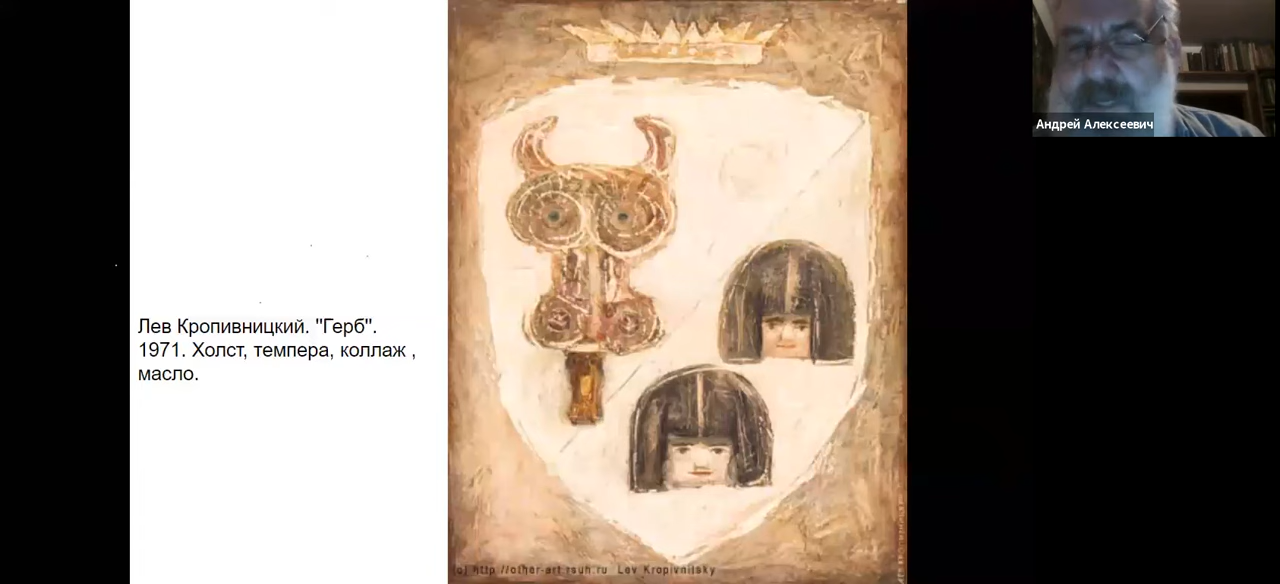 Лев Кропивницкий. "Герб".
1971. Холст, темпера, коллаж ,
масло.
Андрей Алексеевич
(c) http://other-art.rsuh.ru Lev Kropivnitsky